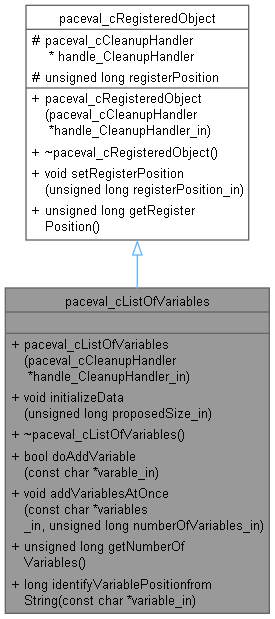 paceval_cRegisteredObject
# paceval_cCleanupHandler
* handle_CleanupHandler
# unsigned long registerPosition
+ paceval_cRegisteredObject
(paceval_cCleanupHandler
*handle_CleanupHandler_in)
+ ~paceval_cRegisteredObject()
+ void setRegisterPosition
(unsigned long registerPosition_in)
+ unsigned long getRegister
Position()
paceval_cListOfVariables
+ paceval_cListOfVariables
(paceval_cCleanupHandler
*handle_CleanupHandler_in)
+ void initializeData
(unsigned long proposedSize_in)
+ ~paceval_cListOfVariables()
+ bool doAddVariable
(const char *varable_in)
+ void addVariablesAtOnce
(const char *variables
_in, unsigned long numberOfVariables_in)
+ unsigned long getNumberOf
Variables()
+ long identifyVariablePositionfrom
String(const char *variable_in)